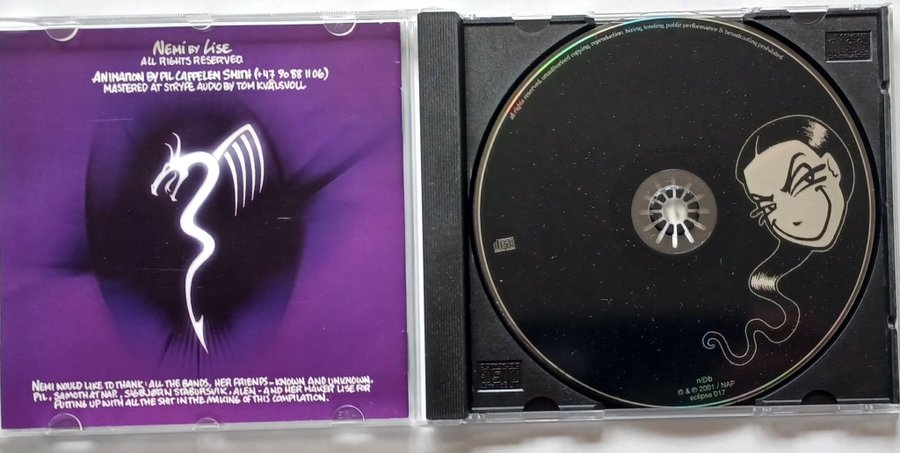 NEMI BY LISE
ALL RIGHTS RESERVED
ANIMATION BY PIL CAPPELEN SMITH (+47 90 88 11 06)
MASTERED AT STRYPE AUDIO BY TOM KVÅLSVOLL
NEMI WOULD LIKE TO THANK: ALL THE BANDS, HER FRIENDS - KNOWN AND UNKNOWN,
PIL, SAMOTH AT NAP, SIGBJØRN STABURSVIK, ALEN - AND HER MAKER LISE FOR
PUTTING UP WITH ALL THE SHIT IN THE MAKING OF THIS COMPILATION.
all rights reserved. unauthorised copying, reproduction, hiring, lending, public performance & broadcasting prohibited
n©b
© & ℗ 2001 / NAP
eclipse 017